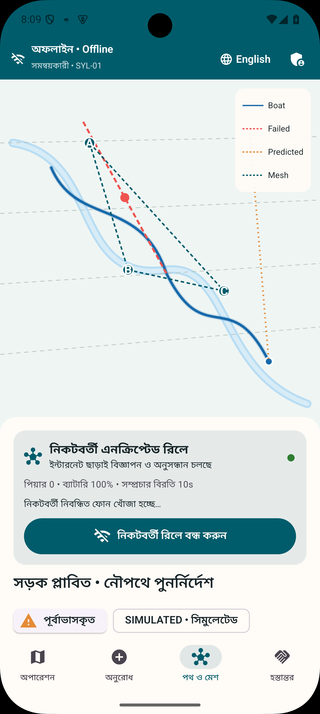 8:09
অফলাইন • Offline
সমন্বয়কারী • SYL-01
English
Boat
Failed
Predicted
Mesh
A
B
C
নিকটবর্তী এনক্রিপ্টেড রিলে
ইন্টারনেট ছাড়াই বিজ্ঞাপন ও অনুসন্ধান চলছে
পিয়ার 0 • ব্যাটারি 100% • সম্প্রচার বিরতি 10s
নিকটবর্তী নিবন্ধিত ফোন খোঁজা হচ্ছে…
নিকটবর্তী রিলে বন্ধ করুন
সড়ক প্লাবিত • নৌপথে পুনর্নির্দেশ
পূর্বাভাসকৃত
SIMULATED • সিমুলেটেড
অপারেশন
অনুরোধ
পথ ও মেশ
হস্তান্তর